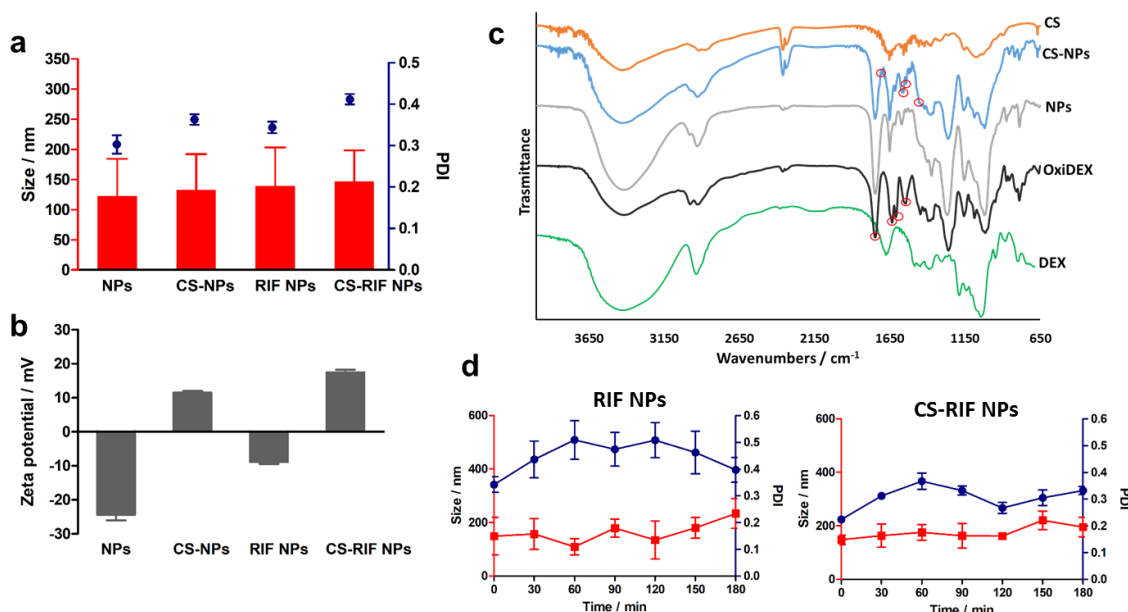 a
350
300
250
200
150
100
50
0
Size / nm
0.5
0.4
0.3
0.2
0.1
0.0
PDI
NPs CS-NPs RIF NPs CS-RIF NPs
b
30
20
10
0
-10
-20
-30
Zeta potential / mV
NPs CS-NPs RIF NPs CS-RIF NPs
c
Trasmittance
CS
CS-NPs
NPs
OxiDEX
DEX
3650 3150 2650 2150 1650 1150 650
Wavenumbers / cm-1
d
RIF NPs
600
400
200
0
Size / nm
0.6
0.5
0.4
0.3
0.2
0.1
0.0
PDI
0 30 60 90 120 150 180
Time / min
CS-RIF NPs
600
400
200
0
Size / nm
0.6
0.5
0.4
0.3
0.2
0.1
0.0
PDI
0 30 60 90 120 150 180
Time / min